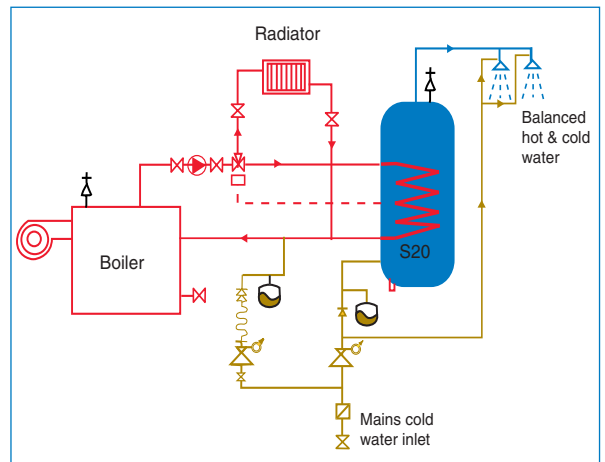 Radiator
Balanced
hot & cold
water
Boiler
S20
Mains cold
water inlet